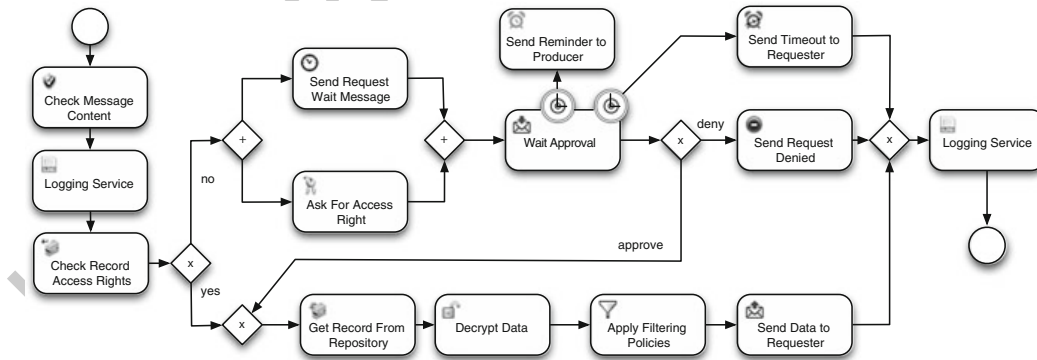 Check Message
Content
Logging Service
Check Record
Access Rights
x
no
yes
+
Send Request
Wait Message
Ask For Access
Right
+
Send Reminder to
Producer
Wait Approval
x
deny
approve
Send Timeout to
Requester
Send Request
Denied
x
Logging Service
x
Get Record From
Repository
Decrypt Data
Apply Filtering
Policies
Send Data to
Requester